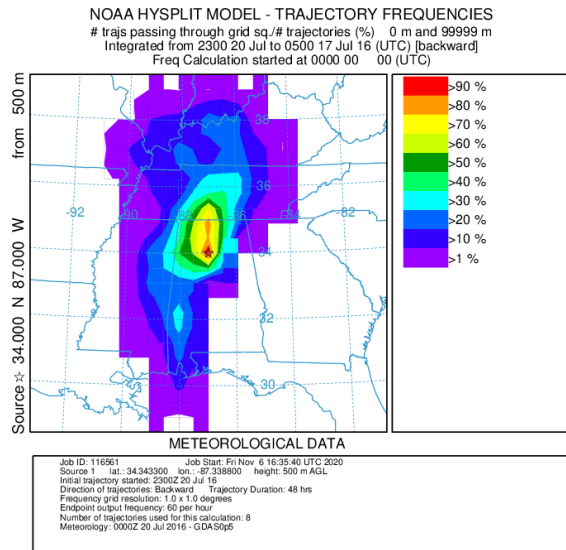 NOAA HYSPLIT MODEL - TRAJECTORY FREQUENCIES
# trajs passing through grid sq./# trajectories (%) 0 m and 99999 m
Integrated from 2300 20 Jul to 0500 17 Jul 16 (UTC) [backward]
Freq Calculation started at 0000 00 00 (UTC)
Source ☆ 34.000 N 87.000 W from 500 m
38
36
-92
-90
-88
-86
-84
-82
34
32
30
>90 %
>80 %
>70 %
>60 %
>50 %
>40 %
>30 %
>20 %
>10 %
>1 %
METEOROLOGICAL DATA
Job ID: 116561 Job Start: Fri Nov 6 16:35:40 UTC 2020
Source 1 lat.: 34.343300 lon.: -87.338800 height: 500 m AGL
Initial trajectory started: 2300Z 20 Jul 16
Direction of trajectories: Backward Trajectory Duration: 48 hrs
Frequency grid resolution: 1.0 x 1.0 degrees
Endpoint output frequency: 60 per hour
Number of trajectories used for this calculation: 8
Meteorology: 0000Z 20 Jul 2016 - GDAS0p5